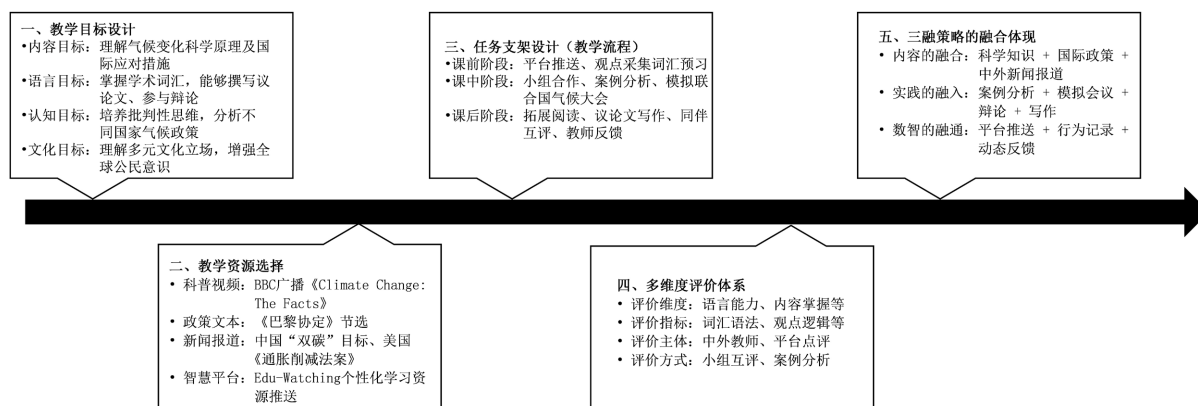 一、教学目标设计
•内容目标：理解气候变化科学原理及国
际应对措施
•语言目标：掌握学术词汇，能够撰写议
论文、参与辩论
•认知目标：培养批判性思维，分析不
同国家气候政策
•文化目标：理解多元文化立场，增强全
球公民意识
二、教学资源选择
• 科普视频：BBC广播《Climate Change:
The Facts》
• 政策文本：《巴黎协定》节选
• 新闻报道：中国“双碳”目标、美国
《通胀削减法案》
• 智慧平台：Edu-Watching个性化学习资
源推送
三、任务支架设计（教学流程）
•课前阶段：平台推送、观点采集词汇预习
•课中阶段：小组合作、案例分析、模拟联
合国气候大会
•课后阶段：拓展阅读、议论文写作、同伴
互评、教师反馈
四、多维度评价体系
• 评价维度：语言能力、内容掌握等
• 评价指标：词汇语法、观点逻辑等
• 评价主体：中外教师、平台点评
• 评价方式：小组互评、案例分析
五、三融策略的融合体现
• 内容的融合：科学知识 + 国际政策 +
中外新闻报道
• 实践的融入：案例分析 + 模拟会议 +
辩论 + 写作
• 数智的融通：平台推送 + 行为记录 +
动态反馈